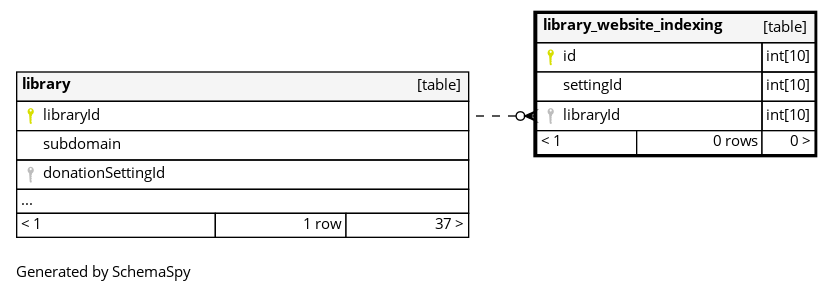 library_website_indexing [table]
id int[10]
settingId int[10]
libraryId int[10]
< 1 0 rows 0 >
library [table]
libraryId
subdomain
donationSettingId
...
< 1 1 row 37 >
Generated by SchemaSpy